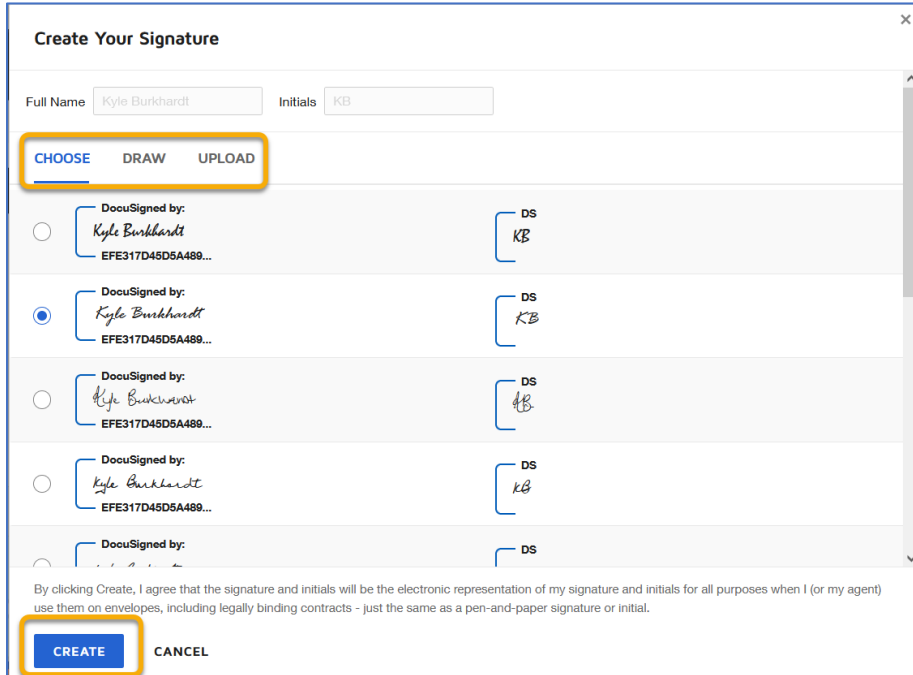 Create Your Signature
Full Name Kyle Burkhardt Initials KB
CHOOSE DRAW UPLOAD
DocuSigned by: DS
Kyle Burkhardt KB
EFE317D45D5A489...
DocuSigned by: DS
Kyle Burkhardt KB
EFE317D45D5A489...
DocuSigned by: DS
Kyle Burkhardt KB
EFE317D45D5A489...
DocuSigned by: DS
Kyle Burkhardt KB
EFE317D45D5A489...
DocuSigned by: DS
By clicking Create, I agree that the signature and initials will be the electronic representation of my signature and initials for all purposes when I (or my agent)
use them on envelopes, including legally binding contracts - just the same as a pen-and-paper signature or initial.
CREATE CANCEL